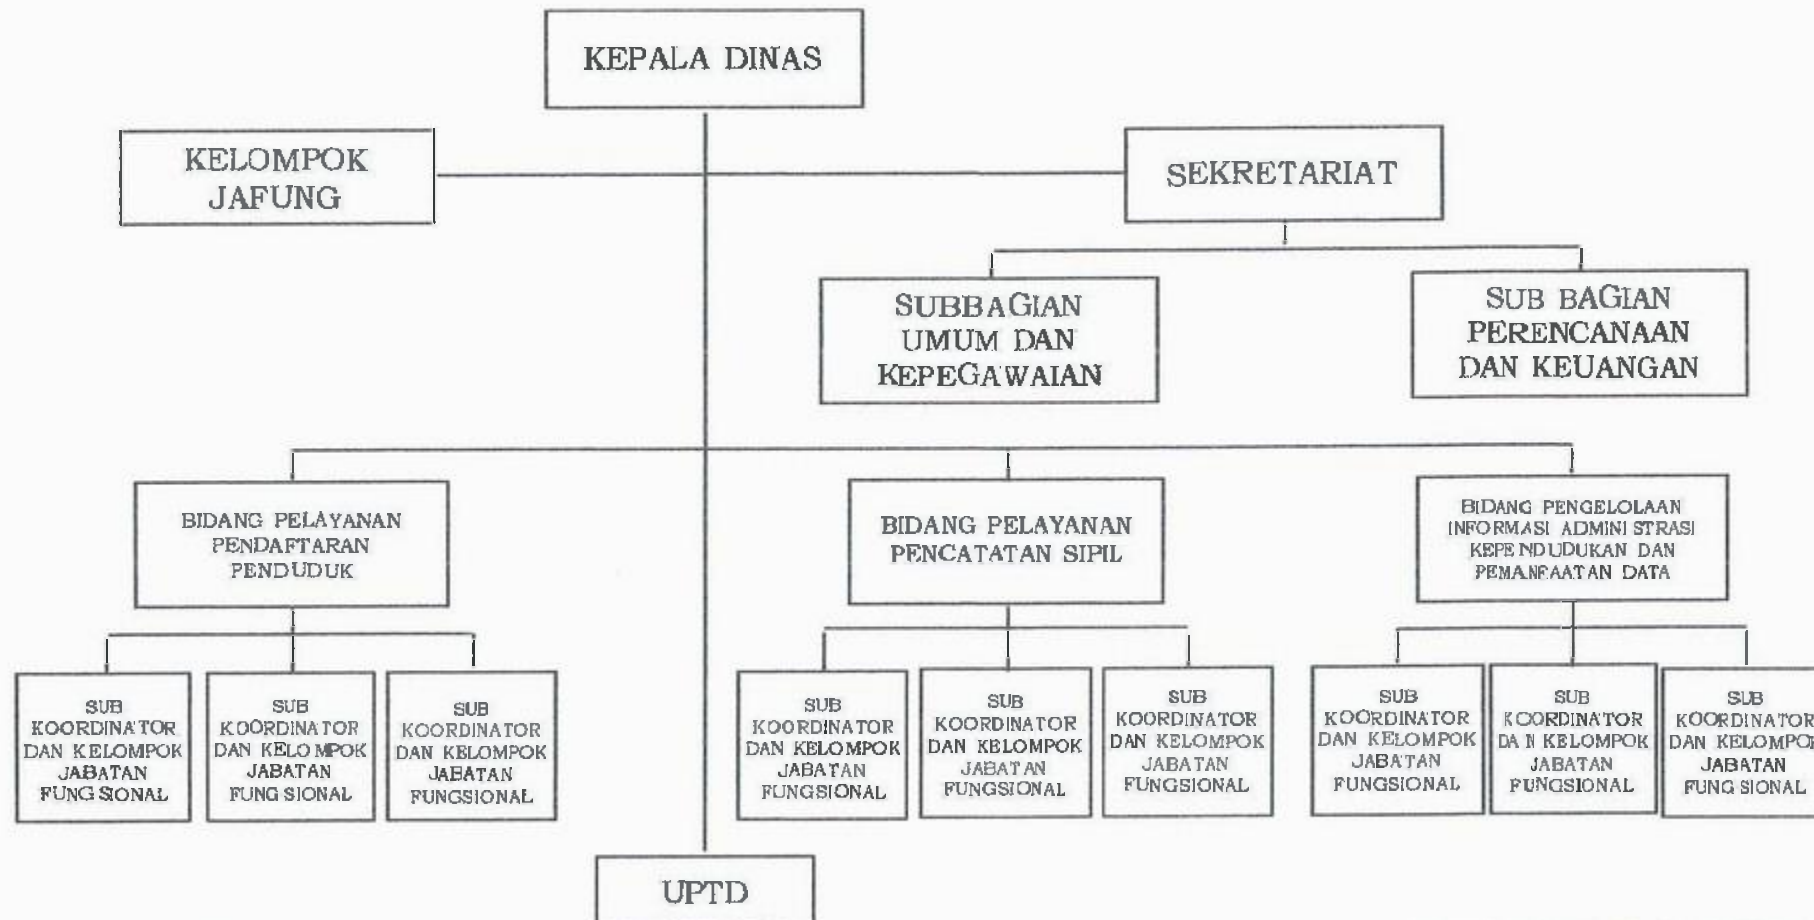 KEPALA DINAS
KELOMPOK
JAFUNG
SEKRETARIAT
SUBBAGIAN
UMUM DAN
KEPEGAWAIAN
SUB BAGIAN
PERENCANAAN
DAN KEUANGAN
BIDANG PELAYANAN
PENDAFTARAN
PENDUDUK
BIDANG PELAYANAN
PENCATATAN SIPIL
BIDANG PENGELOLAAN
INFORMASI ADMINISTRASI
KEPENDUDUKAN DAN
PEMANFAATAN DATA
SUB
KOORDINATOR
DAN KELOMPOK
JABATAN
FUNGSIONAL
SUB
KOORDINATOR
DAN KELOMPOK
JABATAN
FUNGSIONAL
SUB
KOORDINATOR
DAN KELOMPOK
JABATAN
FUNGSIONAL
SUB
KOORDINATOR
DAN KELOMPOK
JABATAN
FUNGSIONAL
SUB
KOORDINATOR
DAN KELOMPOK
JABATAN
FUNGSIONAL
SUB
KOORDINATOR
DAN KELOMPOK
JABATAN
FUNGSIONAL
SUB
KOORDINATOR
DAN KELOMPOK
JABATAN
FUNGSIONAL
SUB
KOORDINATOR
DAN KELOMPOK
JABATAN
FUNGSIONAL
SUB
KOORDINATOR
DAN KELOMPOK
JABATAN
FUNGSIONAL
UPTD